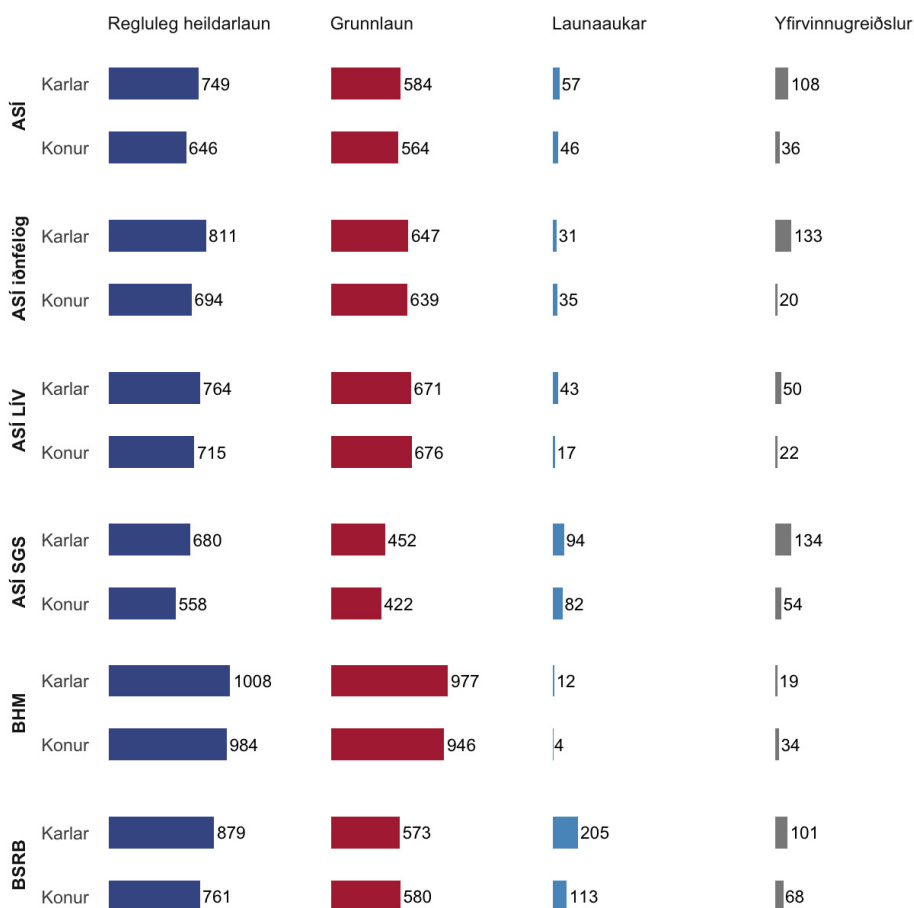 Regluleg heildarlaun Grunnlaun Launaaukar Yfirvinnugreiðslur
ASÍ
Karlar 749 584 57 108
Konur 646 564 46 36
ASÍ iðnfélög
Karlar 811 647 31 133
Konur 694 639 35 20
ASÍ LÍV
Karlar 764 671 43 50
Konur 715 676 17 22
ASÍ SGS
Karlar 680 452 94 134
Konur 558 422 82 54
BHM
Karlar 1008 977 12 19
Konur 984 946 4 34
BSRB
Karlar 879 573 205 101
Konur 761 580 113 68